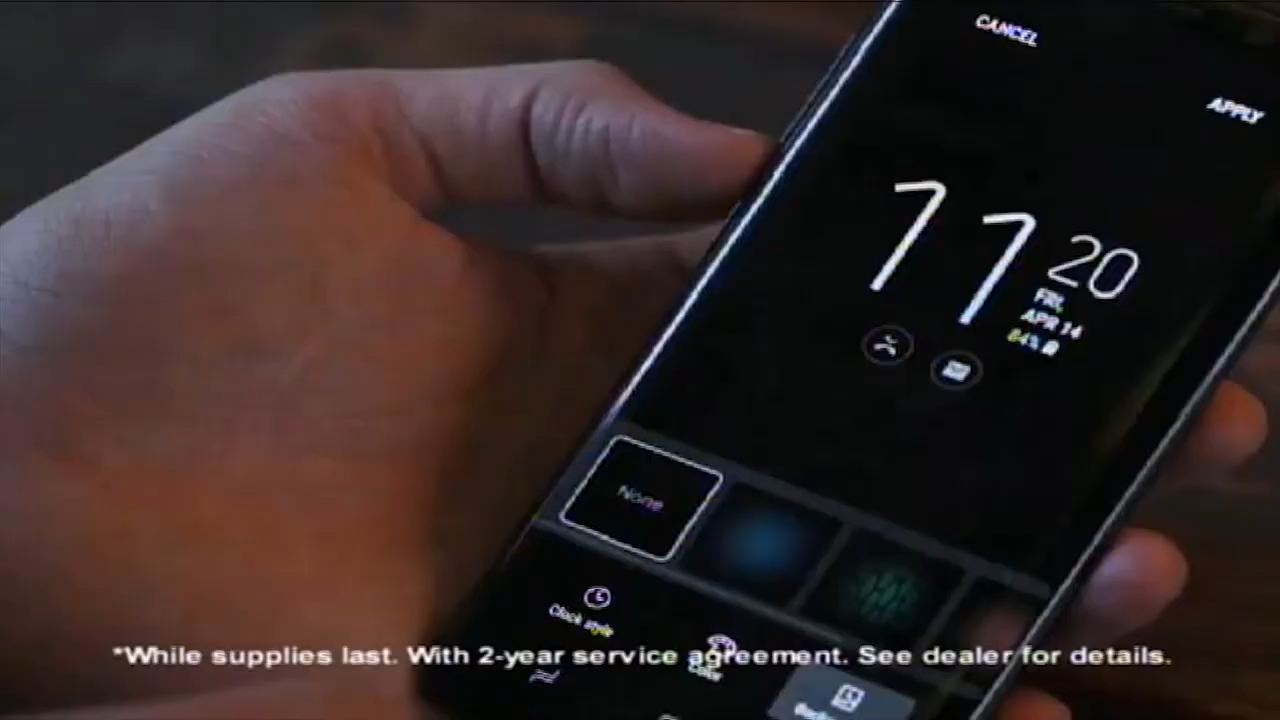 CANCEL
APPLY
11 20
FRI,
APR 14
84%
None
Clock style
Color
*While supplies last. With 2-year service agreement. See dealer for details.